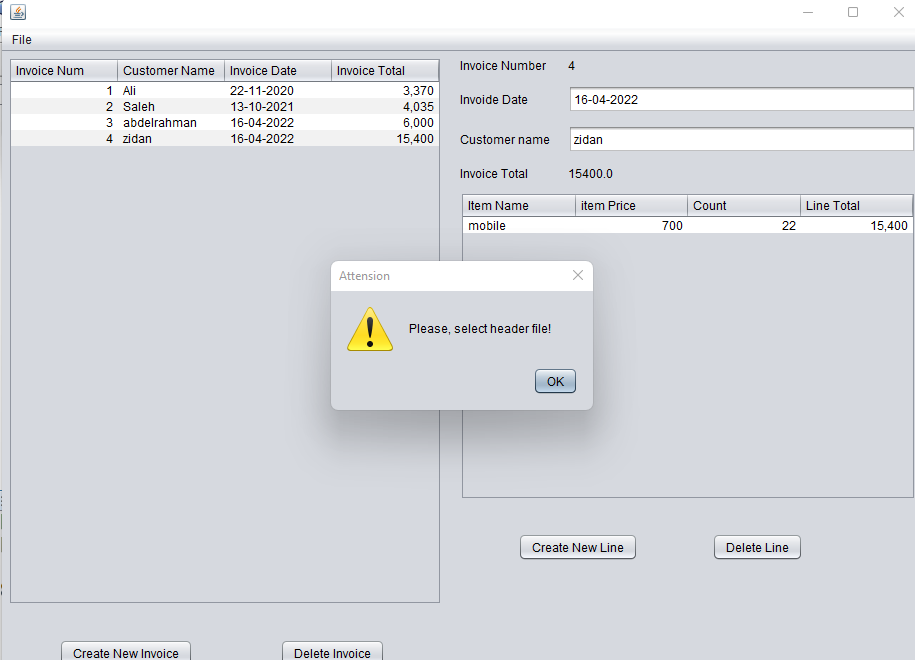 File
Invoice Num Customer Name Invoice Date Invoice Total
1 Ali 22-11-2020 3,370
2 Saleh 13-10-2021 4,035
3 abdelrahman 16-04-2022 6,000
4 zidan 16-04-2022 15,400
Invoice Number 4
Invoide Date 16-04-2022
Customer name zidan
Invoice Total 15400.0
Item Name item Price Count Line Total
mobile 700 22 15,400
Attension
Please, select header file!
OK
Create New Line Delete Line
Create New Invoice Delete Invoice